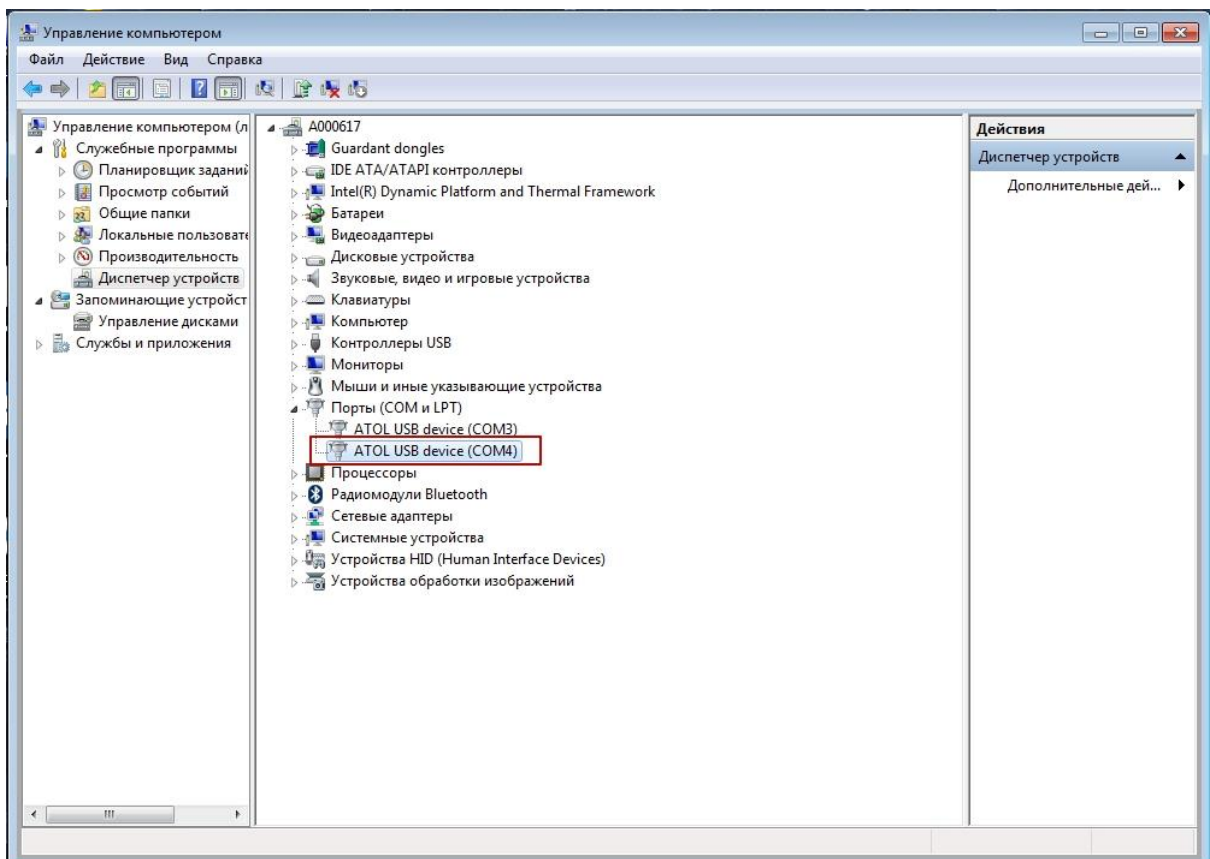 Управление компьютером
Файл Действие Вид Справка
Управление компьютером (л
Служебные программы
Планировщик заданий
Просмотр событий
Общие папки
Локальные пользовате
Производительность
Диспетчер устройств
Запоминающие устройст
Управление дисками
Службы и приложения
A000617
Guardant dongles
IDE ATA/ATAPI контроллеры
Intel(R) Dynamic Platform and Thermal Framework
Батареи
Видеоадаптеры
Дисковые устройства
Звуковые, видео и игровые устройства
Клавиатуры
Компьютер
Контроллеры USB
Мониторы
Мыши и иные указывающие устройства
Порты (COM и LPT)
ATOL USB device (COM3)
ATOL USB device (COM4)
Процессоры
Радиомодули Bluetooth
Сетевые адаптеры
Системные устройства
Устройства HID (Human Interface Devices)
Устройства обработки изображений
Действия
Диспетчер устройств
Дополнительные дей...